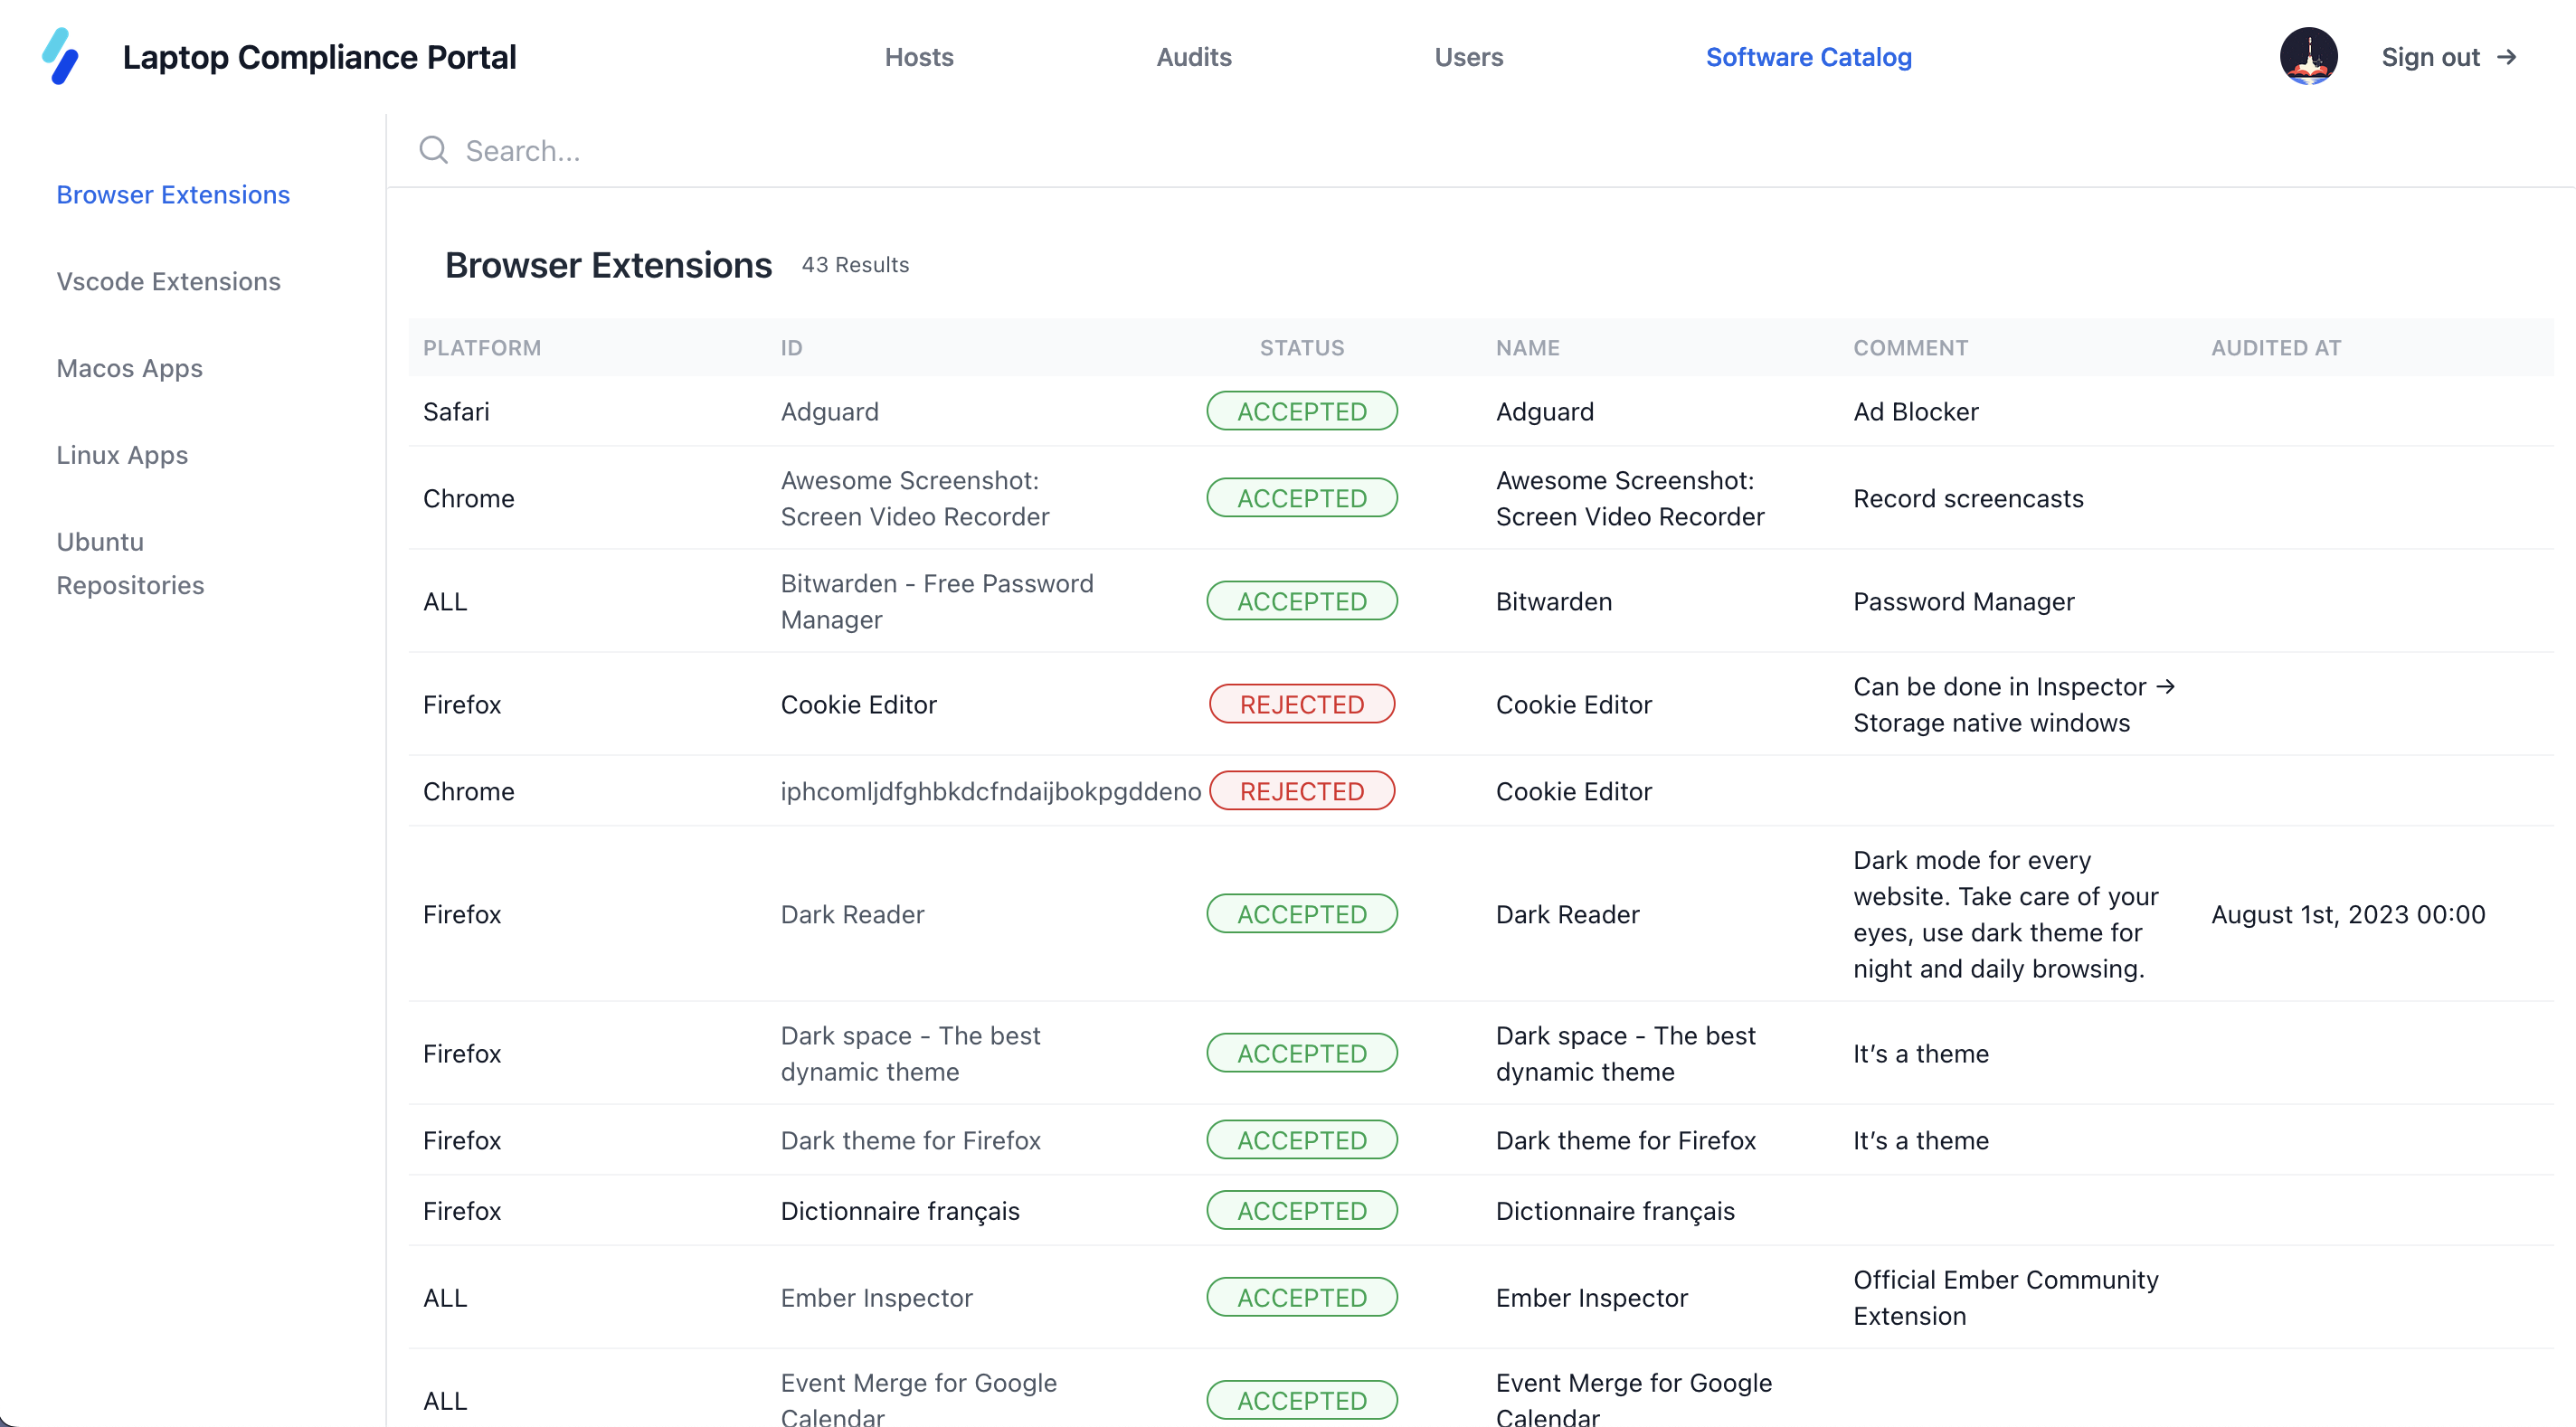 Laptop Compliance Portal
Hosts
Audits
Users
Software Catalog
Sign out →
Browser Extensions
Vscode Extensions
Macos Apps
Linux Apps
Ubuntu
Repositories
Search...
Browser Extensions 43 Results
PLATFORM ID STATUS NAME COMMENT AUDITED AT
Safari Adguard ACCEPTED Adguard Ad Blocker
Chrome
Awesome Screenshot:
Screen Video Recorder
ACCEPTED
Awesome Screenshot:
Screen Video Recorder
Record screencasts
ALL
Bitwarden - Free Password
Manager
ACCEPTED
Bitwarden
Password Manager
Firefox
Cookie Editor
REJECTED
Cookie Editor
Can be done in Inspector →
Storage native windows
Chrome iphcomljdfghbkdcfndaijbokpgddeno REJECTED Cookie Editor
Firefox
Dark Reader
ACCEPTED
Dark Reader
Dark mode for every
website. Take care of your
eyes, use dark theme for
night and daily browsing.
August 1st, 2023 00:00
Firefox
Dark space - The best
dynamic theme
ACCEPTED
Dark space - The best
dynamic theme
It’s a theme
Firefox Dark theme for Firefox ACCEPTED Dark theme for Firefox It’s a theme
Firefox Dictionnaire français ACCEPTED Dictionnaire français
ALL
Ember Inspector
ACCEPTED
Ember Inspector
Official Ember Community
Extension
ALL
Event Merge for Google
Calendar
ACCEPTED
Event Merge for Google
Calendar